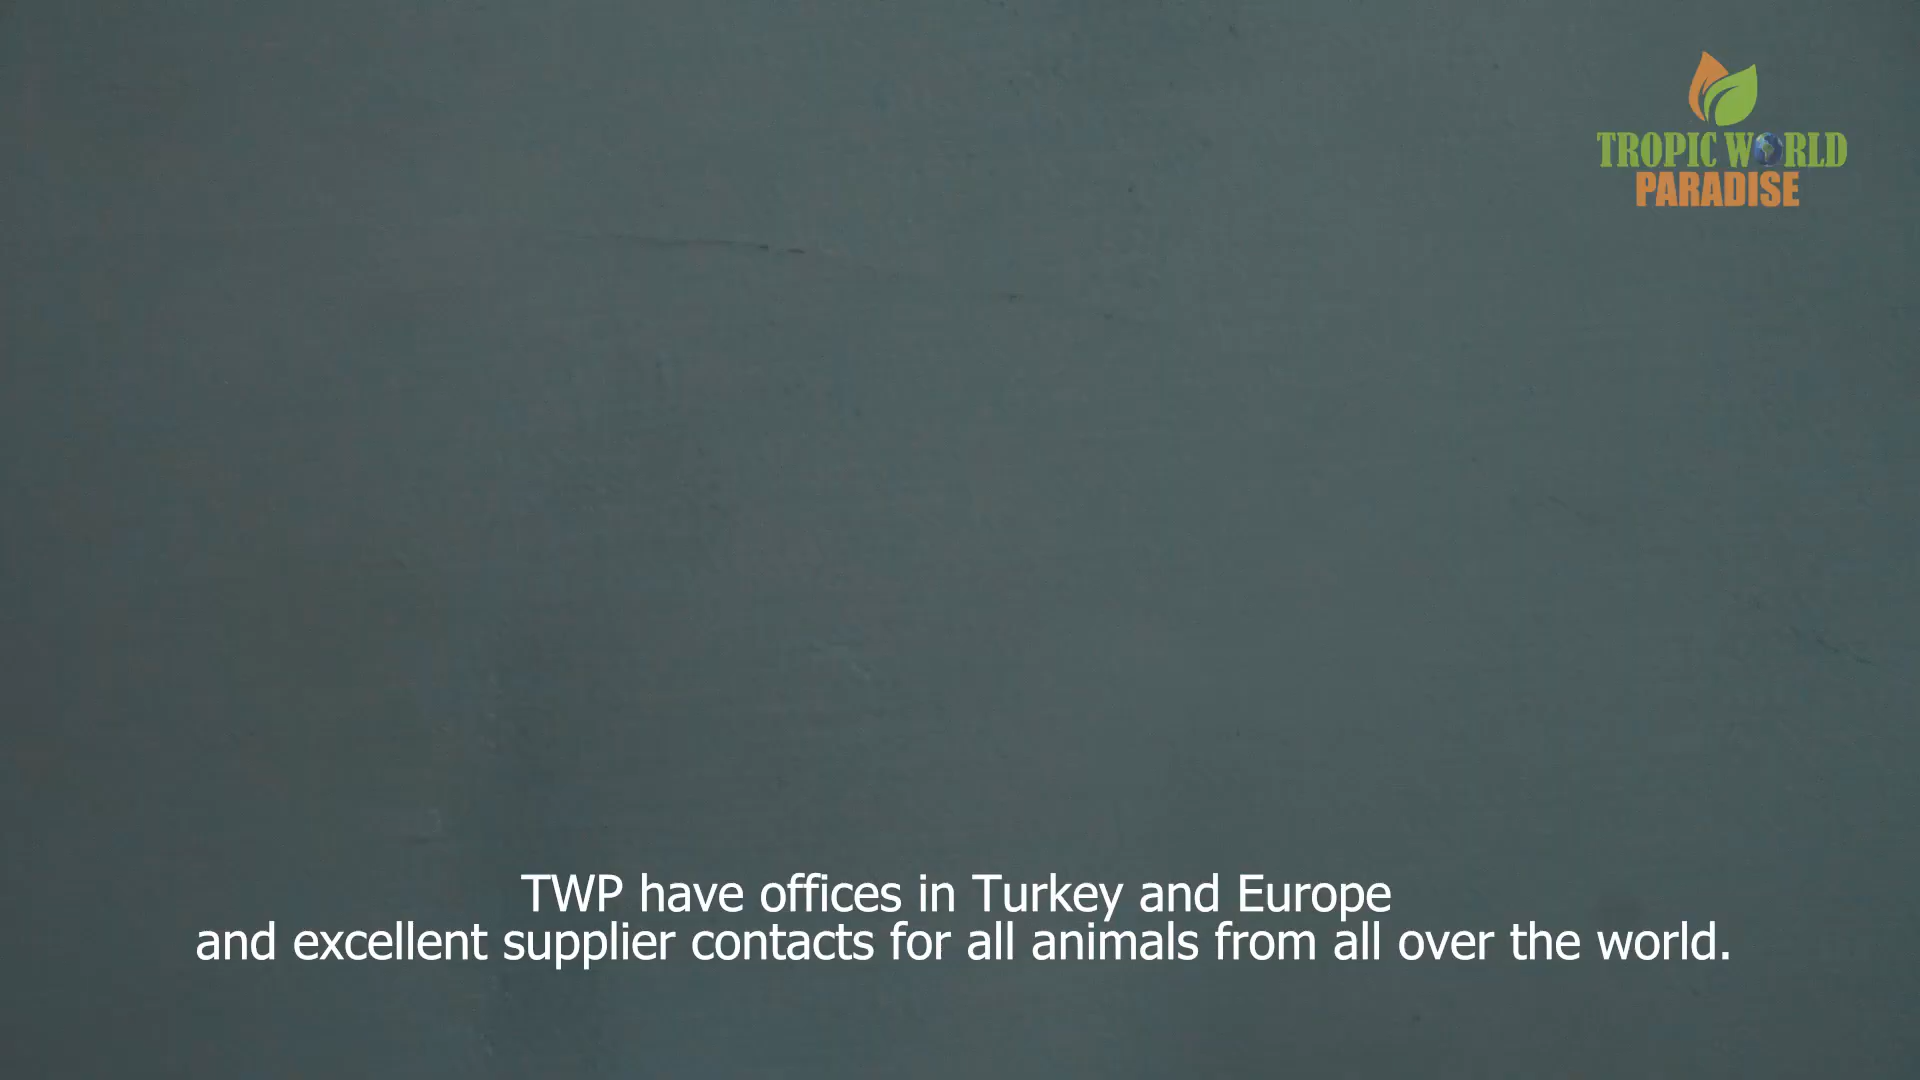 TROPIC WORLD
PARADISE
TWP have offices in Turkey and Europe
and excellent supplier contacts for all animals from all over the world.